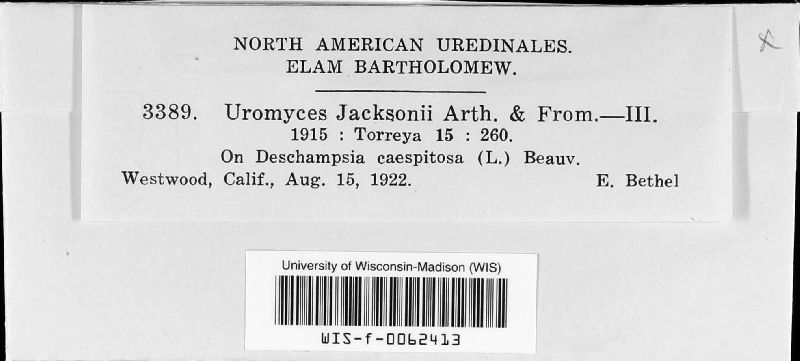 NORTH AMERICAN UREDINALES.
ELAM BARTHOLOMEW.
3389. Uromyces Jacksonii Arth. & From.—III.
1915 : Torreya 15 : 260.
On Deschampsia caespitosa (L.) Beauv.
Westwood, Calif., Aug. 15, 1922. E. Bethel
University of Wisconsin-Madison (WIS)
WIS-f-0062413